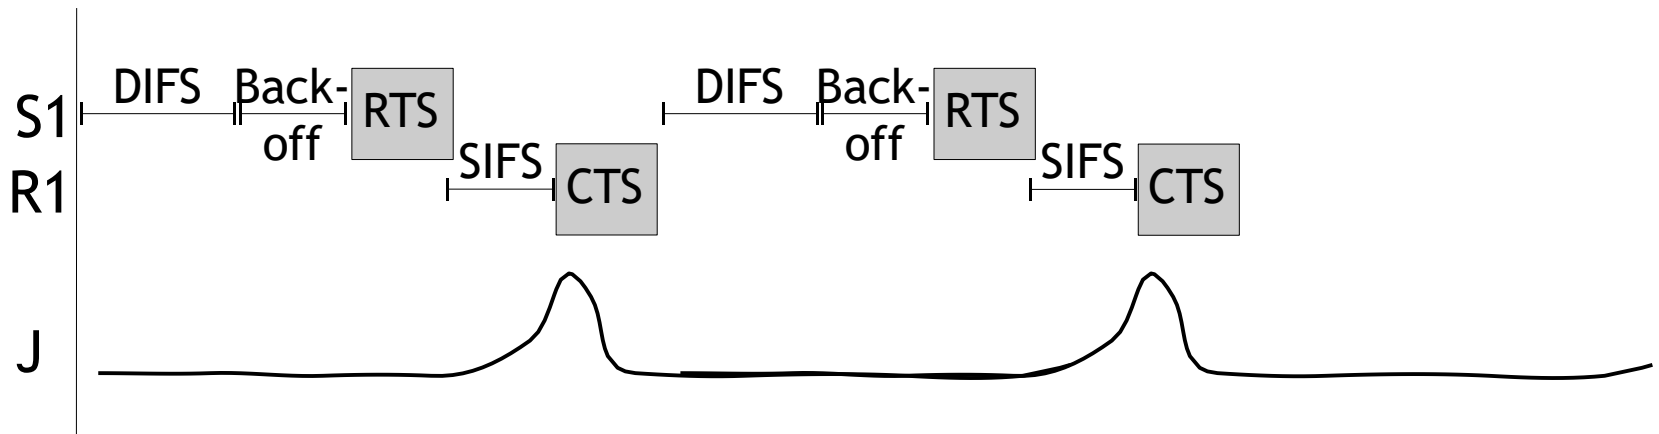 S1 DIFS Back-off RTS DIFS Back-off RTS
R1 SIFS CTS SIFS CTS
J